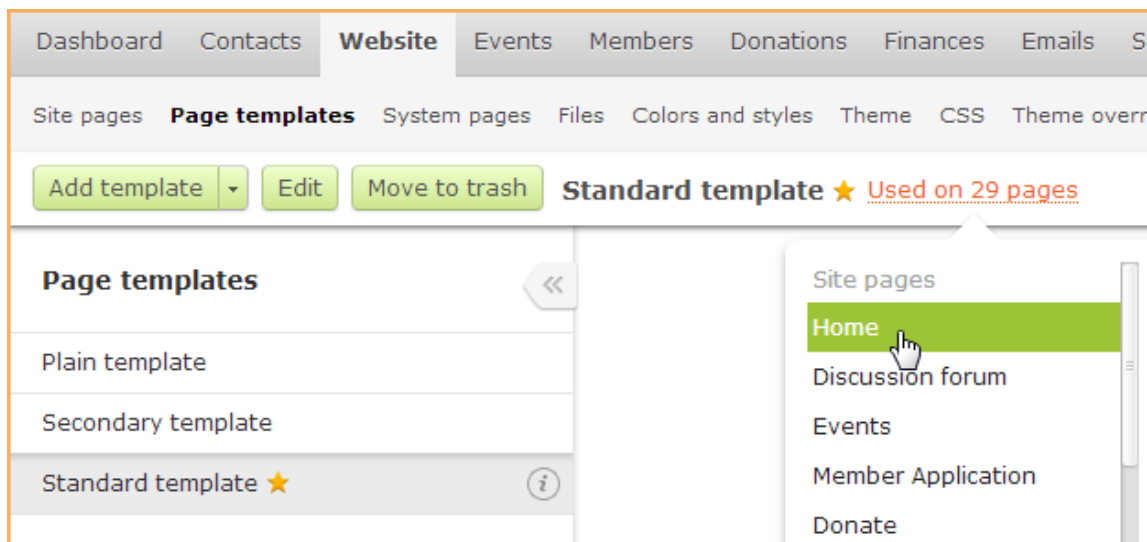 Dashboard Contacts Website Events Members Donations Finances Emails S
Site pages Page templates System pages Files Colors and styles Theme CSS Theme overr
Add template Edit Move to trash Standard template Used on 29 pages
Page templates
Plain template
Secondary template
Standard template
Site pages
Home
Discussion forum
Events
Member Application
Donate